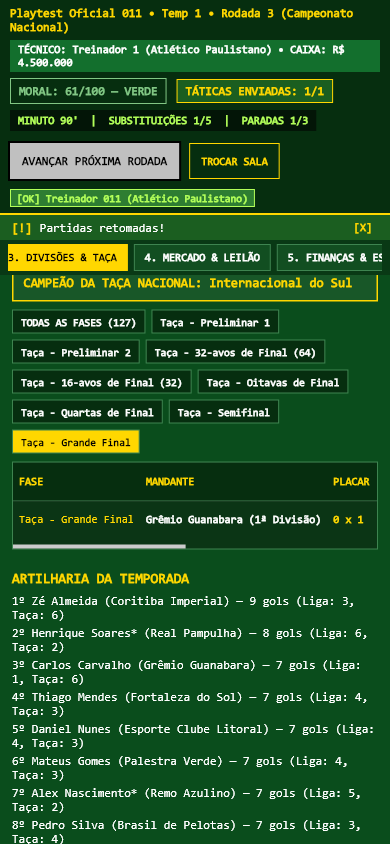 Playtest Oficial 011 • Temp 1 • Rodada 3 (Campeonato
Nacional)
TÉCNICO: Treinador 1 (Atlético Paulistano) • CAIXA: R$
4.500.000
MORAL: 61/100 — VERDE
TÁTICAS ENVIADAS: 1/1
MINUTO 90' | SUBSTITUIÇÕES 1/5 | PARADAS 1/3
AVANÇAR PRÓXIMA RODADA
TROCAR SALA
[OK] Treinador 011 (Atlético Paulistano)
[!] Partidas retomadas!
[X]
3. DIVISÕES & TAÇA
4. MERCADO & LEILÃO
5. FINANÇAS & ES
CAMPEÃO DA TAÇA NACIONAL: Internacional do Sul
TODAS AS FASES (127)
Taça - Preliminar 1
Taça - Preliminar 2
Taça - 32-avos de Final (64)
Taça - 16-avos de Final (32)
Taça - Oitavas de Final
Taça - Quartas de Final
Taça - Semifinal
Taça - Grande Final
FASE MANDANTE PLACAR
Taça - Grande Final Grêmio Guanabara (1ª Divisão) 0 x 1
ARTILHARIA DA TEMPORADA
1º Zé Almeida (Coritiba Imperial) — 9 gols (Liga: 3,
Taça: 6)
2º Henrique Soares* (Real Pampulha) — 8 gols (Liga: 6,
Taça: 2)
3º Carlos Carvalho (Grêmio Guanabara) — 7 gols (Liga:
1, Taça: 6)
4º Thiago Mendes (Fortaleza do Sol) — 7 gols (Liga: 4,
Taça: 3)
5º Daniel Nunes (Esporte Clube Litoral) — 7 gols (Liga:
4, Taça: 3)
6º Mateus Gomes (Palestra Verde) — 7 gols (Liga: 4,
Taça: 3)
7º Alex Nascimento* (Remo Azulino) — 7 gols (Liga: 5,
Taça: 2)
8º Pedro Silva (Brasil de Pelotas) — 7 gols (Liga: 3,
Taça: 4)